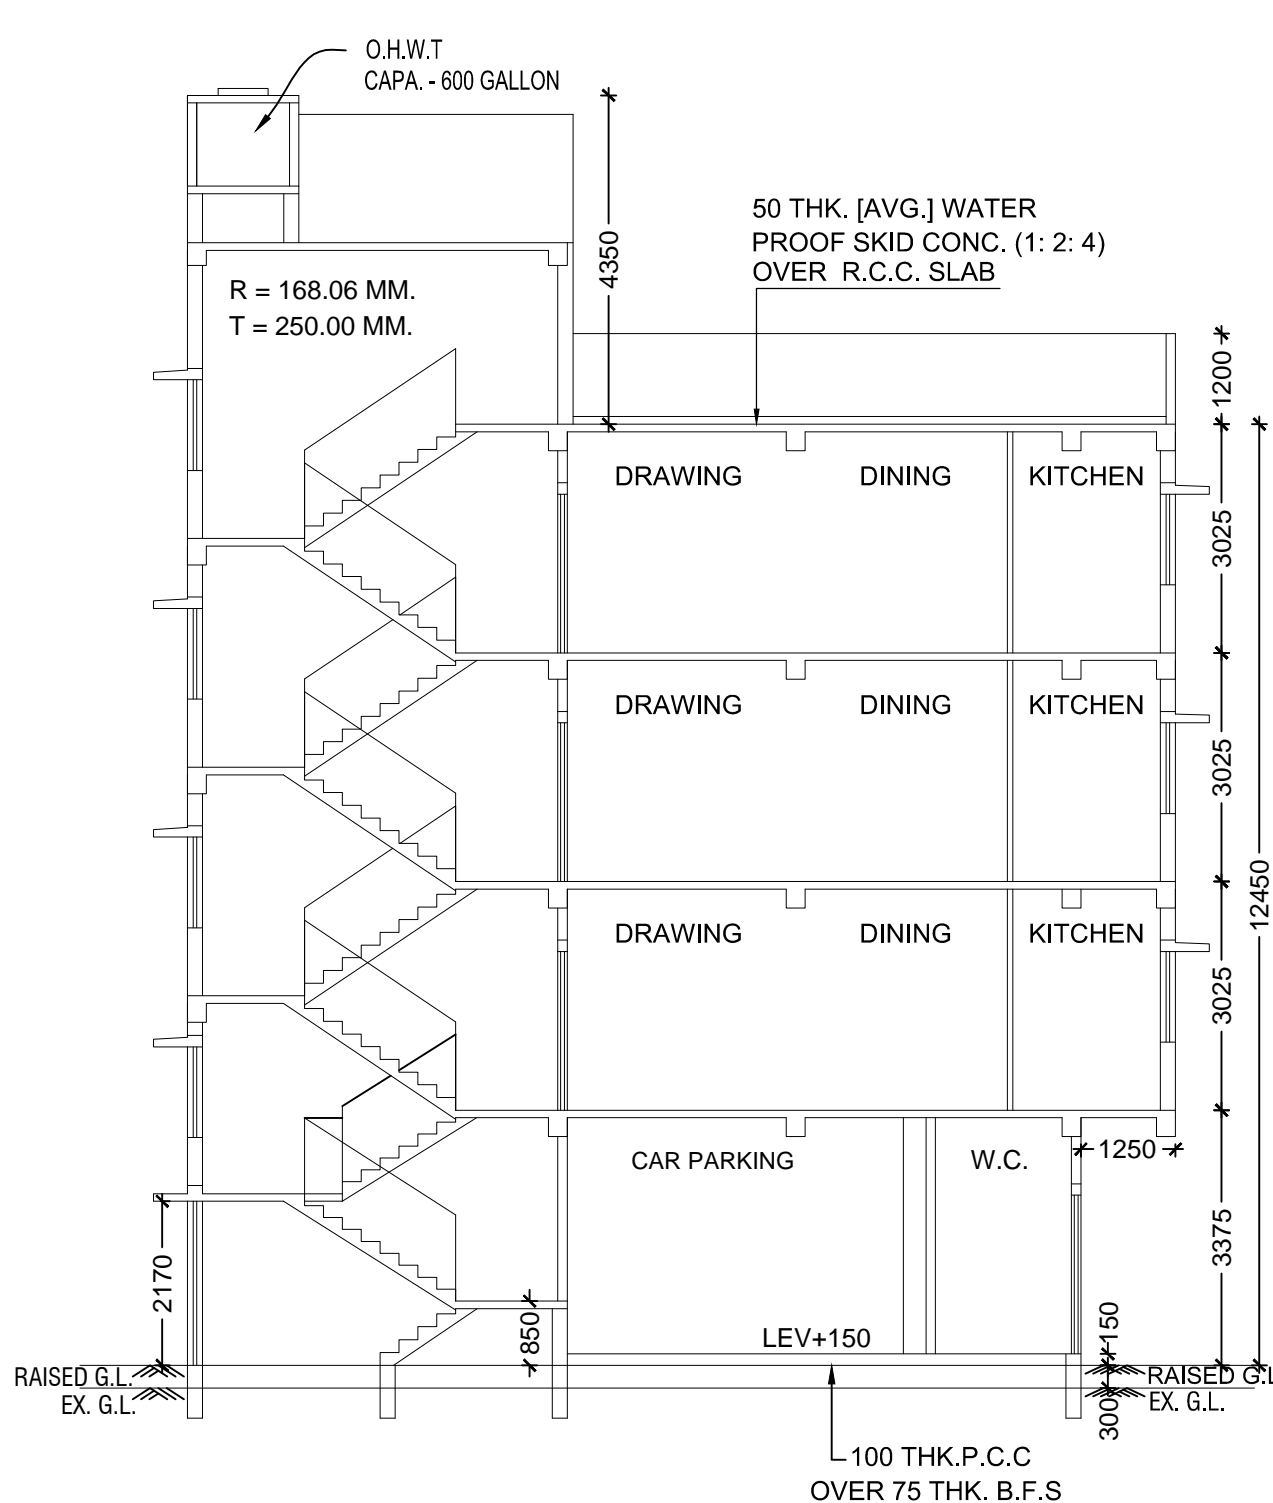 O.H.W.T
CAPA. - 600 GALLON
4350
50 THK. [AVG.] WATER
PROOF SKID CONC. (1: 2: 4)
OVER R.C.C. SLAB
R = 168.06 MM.
T = 250.00 MM.
1200
DRAWING DINING KITCHEN
3025
DRAWING DINING KITCHEN
3025
12450
DRAWING DINING KITCHEN
3025
CAR PARKING W.C.
1250
3375
2170
850
LEV+150
150
RAISED G.L.
EX. G.L.
300
RAISED G.L
EX. G.L.
100 THK.P.C.C
OVER 75 THK. B.F.S